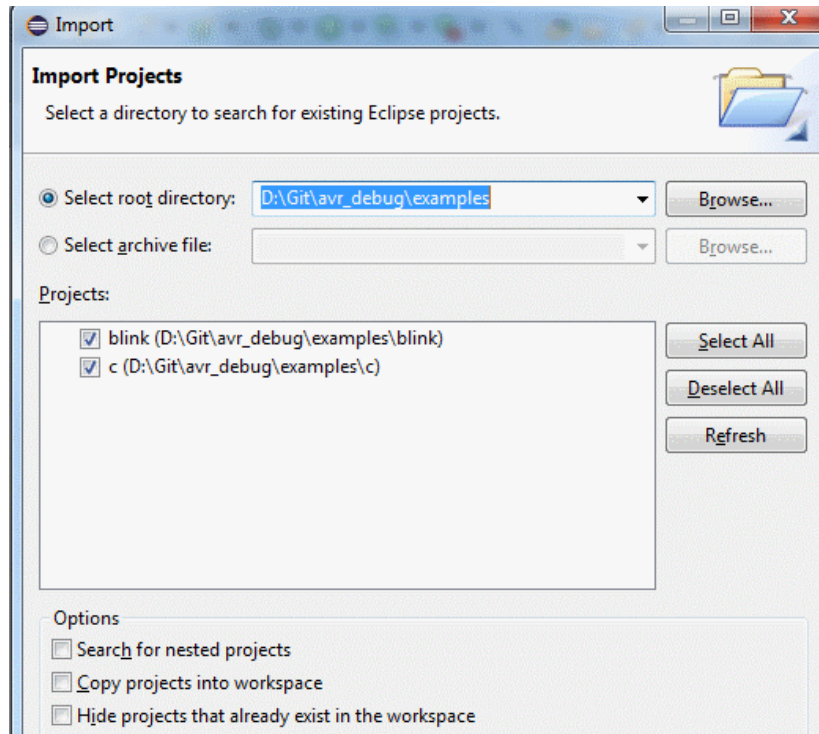 Import
Import Projects
Select a directory to search for existing Eclipse projects.
Select root directory: D:\Git\avr_debug\examples Browse...
Select archive file: Browse...
Projects:
blink (D:\Git\avr_debug\examples\blink) Select All
c (D:\Git\avr_debug\examples\c)
Deselect All
Refresh
Options
Search for nested projects
Copy projects into workspace
Hide projects that already exist in the workspace